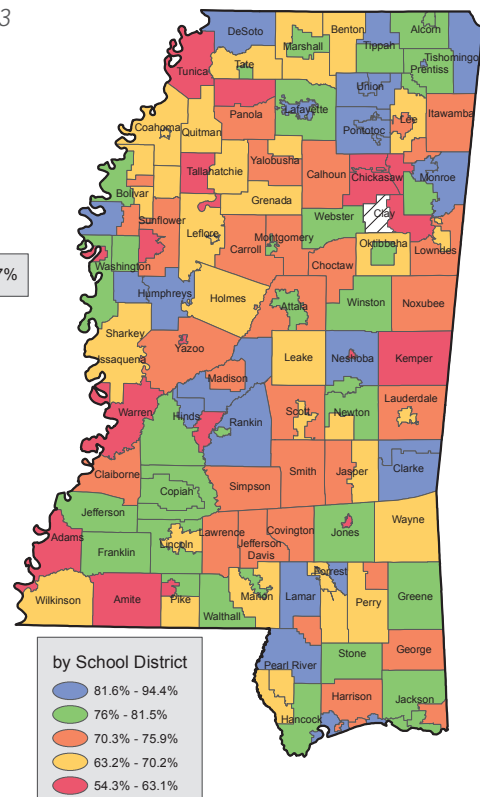 3
DeSoto
Benton
Alcorn
Marshall
Tippah
Tishomingo
Tunica
Tate
Prentiss
Union
Panola
Lafayette
Lee
Itawamba
Coahoma
Quitman
Pontotoc
Yalobusha
Tallahatchie
Calhoun
Chickasaw
Monroe
Bolivar
Grenada
Sunflower
Webster
Clay
Leflore
Montgomery
Carroll
Oktibbeha
Lowndes
Washington
Choctaw
7%
Humphreys
Holmes
Attala
Winston
Noxubee
Sharkey
Issaquena
Yazoo
Leake
Neshoba
Kemper
Madison
Warren
Hinds
Rankin
Scott
Newton
Lauderdale
Claiborne
Simpson
Smith
Jasper
Clarke
Copiah
Jefferson
Adams
Lawrence
Covington
Jones
Wayne
Franklin
Lincoln
Jefferson
Davis
Wilkinson
Amite
Pike
Walthall
Marion
Lamar
Forrest
Perry
Greene
Pearl River
Stone
George
Harrison
Jackson
Hancock
by School District
81.6% - 94.4%
76% - 81.5%
70.3% - 75.9%
63.2% - 70.2%
54.3% - 63.1%